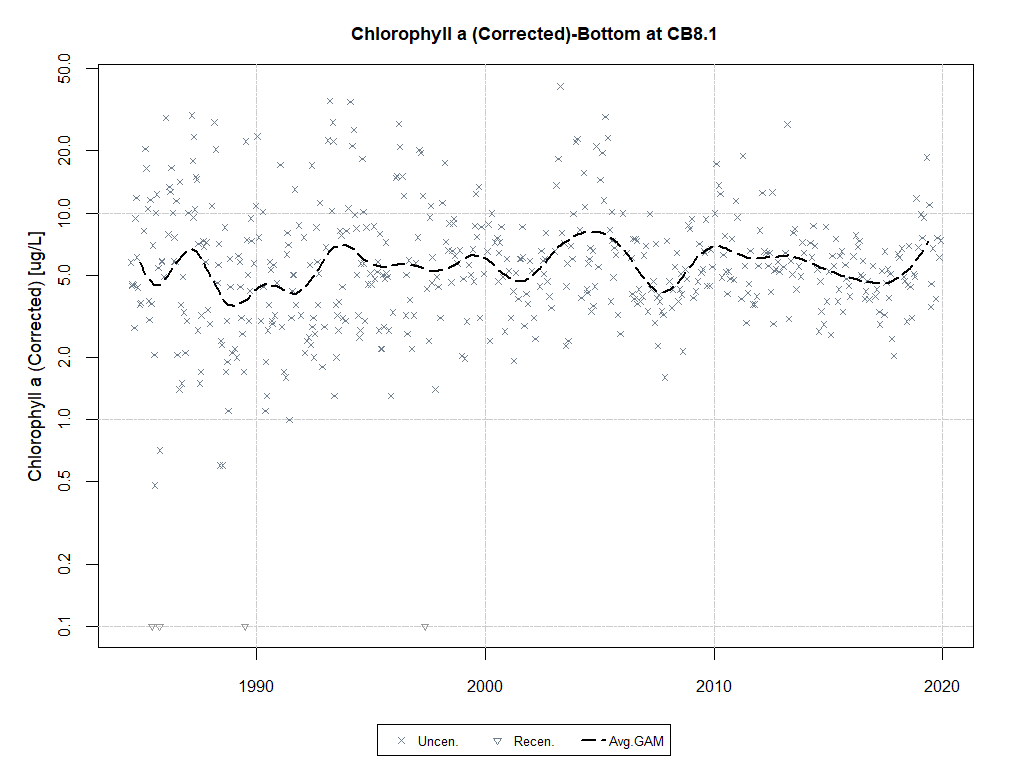 Chlorophyll a (Corrected)-Bottom at CB8.1
Chlorophyll a (Corrected) [ug/L]
50.0
20.0
10.0
5.0
2.0
1.0
0.5
0.2
0.1
1990 2000 2010 2020
Uncen. Recen. Avg.GAM